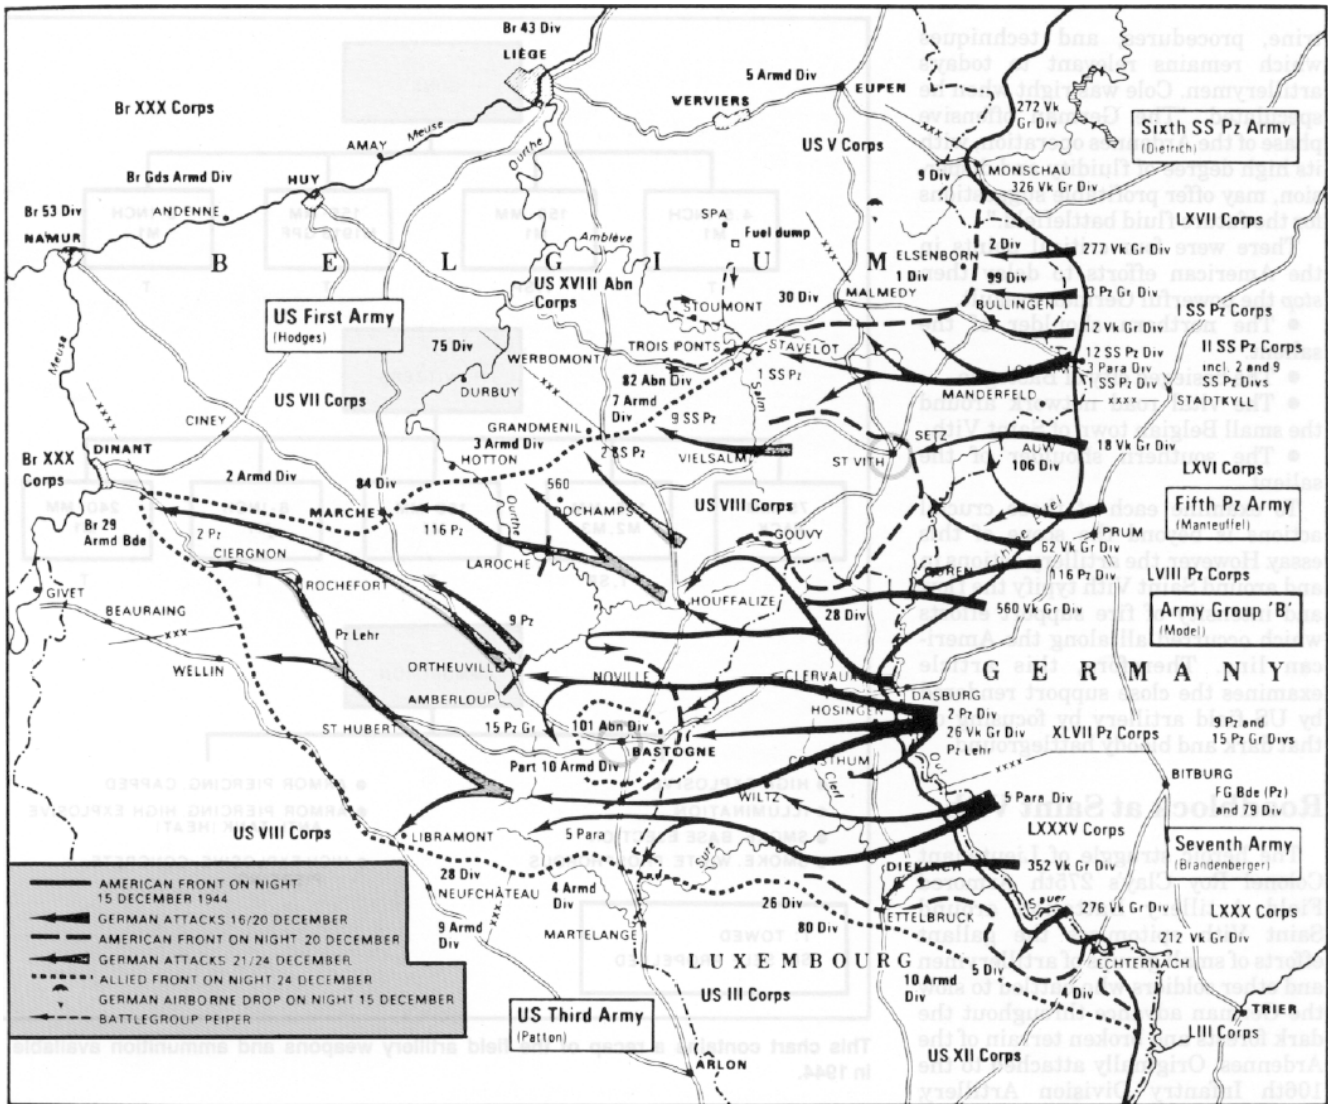 Br 43 Div
LIÈGE
Br XXX Corps
5 Armd Div
VERVIERS
EUPEN
272 Vk
Gr Div
Sixth SS Pz Army
(Dietrich)
Meuse
Ourthe
AMAY
US V Corps
MONSCHAU
9 Div
326 Vk Gr Div
Br Gds Armd Div
HUY
Br 53 Div
ANDENNE
NAMUR
SPA
Fuel dump
LXVII Corps
Amblève
2 Div
ELSENBORN
277 Vk Gr Div
B E L G I U M
1 Div
99 Div
US XVIII Abn
Corps
STOUMONT
30 Div
MALMEDY
BULLINGEN
3 Pz Gr Div
I SS Pz Corps
US First Army
(Hodges)
12 Vk Gr Div
Meuse
75 Div
WERBOMONT
TROIS PONTS
STAVELOT
II SS Pz Corps
incl. 2 and 9
SS Pz Divs
12 SS Pz Div
3 Para Div
1 SS Pz Div
1 SS Pz
82 Abn Div
DURBUY
Salm
MANDERFELD
STADTKYLL
US VII Corps
7 Armd
Div
CINEY
GRANDMENIL
9 SS Pz
DINANT
3 Armd Div
HOTTON
2 SS Pz
VIELSALM
ST VITH
SETZ
AUW
106 Div
18 Vk Gr Div
Br XXX
Corps
2 Armd Div
84 Div
560
LXVI Corps
MARCHE
Ourthe
DOCHAMPS
US VIII Corps
Fifth Pz Army
(Manteuffel)
Br 29
Armd Bde
2 Pz
116 Pz
GOUVY
PRUM
CIERGNON
LAROCHE
62 Vk Gr Div
116 Pz Div
LVIII Pz Corps
GIVET
ROCHEFORT
HOUFFALIZE
BEAURAING
28 Div
560 Vk Gr Div
Army Group 'B'
(Model)
9 Pz
Pz Lehr
WELLIN
ORTHEUVILLE
NOVILLE
CLERVAUX
GERMANY
DASBURG
AMBERLOUP
HOSINGEN
2 Pz Div
26 Vk Gr Div
Pz Lehr
ST HUBERT
15 Pz Gr
101 Abn Div
BASTOGNE
XLVII Pz Corps
9 Pz and
15 Pz Gr Divs
Part 10 Armd Div
Clerf
BITBURG
FG Bde (Pz)
and 79 Div
WILTZ
5 Para Div
US VIII Corps
LIBRAMONT
5 Para
LXXXV Corps
Seventh Army
(Brandenberger)
Sûre
28 Div
352 Vk Gr Div
NEUFCHÂTEAU
4 Armd
Div
Sauer
26 Div
ETTELBRUCK
276 Vk Gr Div
LXXX Corps
9 Armd
Div
MARTELANGE
80 Div
212 Vk Gr Div
LUXEMBOURG
ECHTERNACH
5 Div
10 Armd
Div
4 Div
US III Corps
TRIER
US Third Army
(Patton)
LIII Corps
US XII Corps
ARLON
AMERICAN FRONT ON NIGHT
15 DECEMBER 1944
GERMAN ATTACKS 16/20 DECEMBER
AMERICAN FRONT ON NIGHT 20 DECEMBER
GERMAN ATTACKS 21/24 DECEMBER
ALLIED FRONT ON NIGHT 24 DECEMBER
GERMAN AIRBORNE DROP ON NIGHT 15 DECEMBER
BATTLEGROUP PEIPER